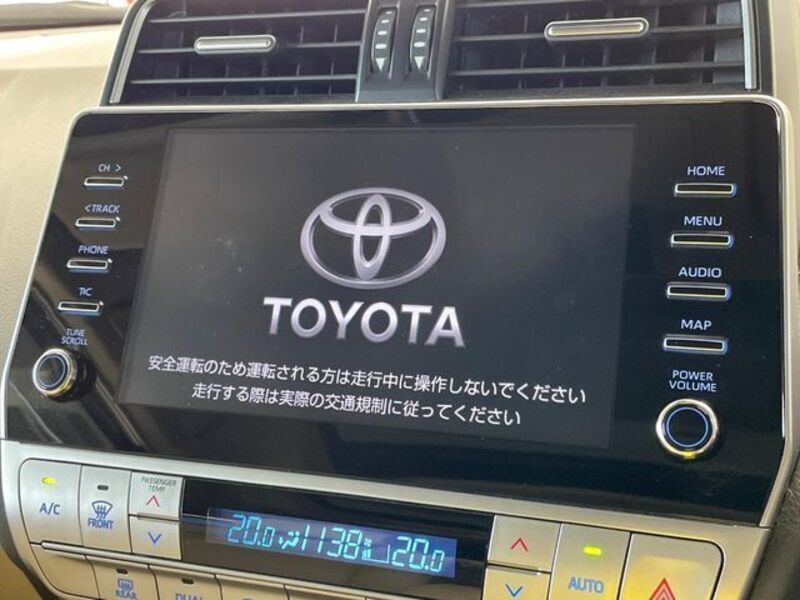 CH >
< TRACK
PHONE
T/C
TUNE
SCROLL
TOYOTA
安全運転のため運転される方は走行中に操作しないでください
走行する際は実際の交通規制に従ってください
HOME
MENU
AUDIO
MAP
POWER
VOLUME
A/C
FRONT
PASSENGER
TEMP
20.0 1138 20.0
AUTO
REAR
DUAL